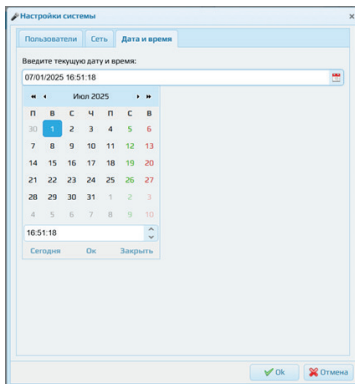 Настройки системы
Пользователи Сеть Дата и время
Введите текущую дату и время:
07/01/2025 16:51:18
Июл 2025
П В С Ч П С В
30 1 2 3 4 5 6
7 8 9 10 11 12 13
14 15 16 17 18 19 20
21 22 23 24 25 26 27
28 29 30 31 1 2 3
4 5 6 7 8 9 10
16:51:18
Сегодня Ок Закрыть
Ok Отмена